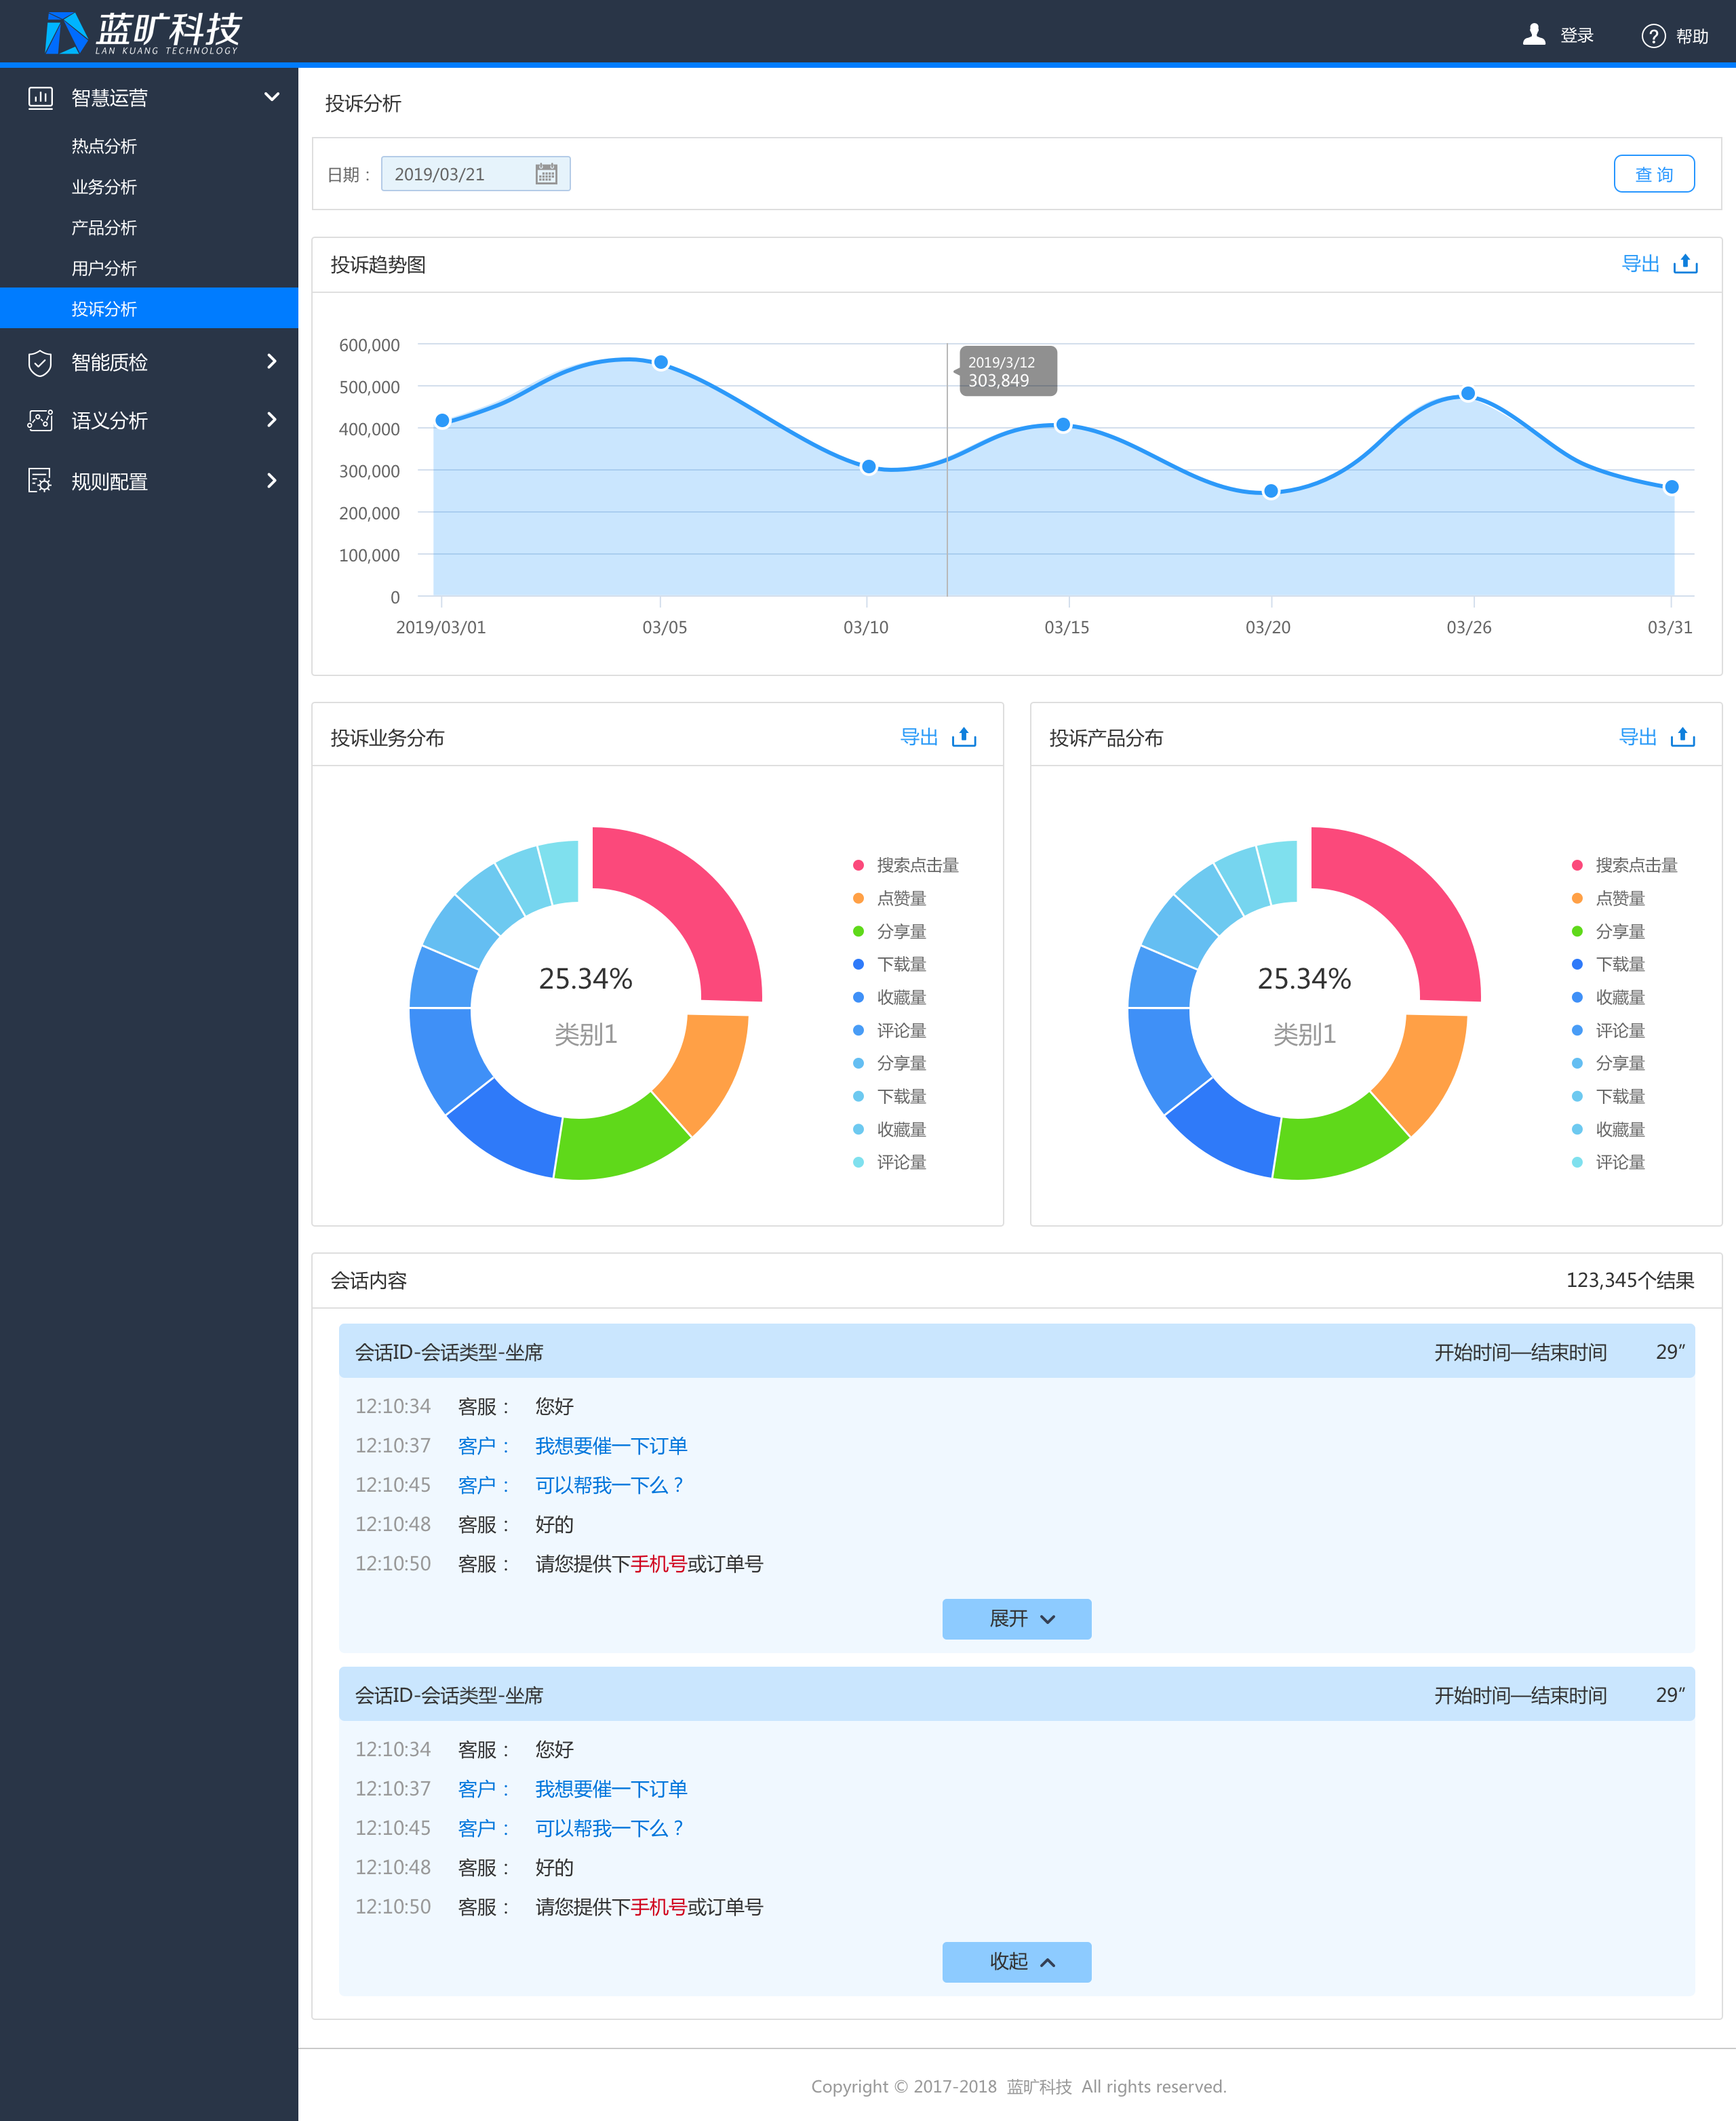 蓝旷科技
LAN KUANG TECHNOLOGY
登录
帮助
智慧运营
热点分析
业务分析
产品分析
用户分析
投诉分析
智能质检
语义分析
规则配置
投诉分析
日期：
2019/03/21
查 询
投诉趋势图
导出
600,000
500,000
400,000
300,000
200,000
100,000
0
2019/3/12
303,849
2019/03/01
03/05
03/10
03/15
03/20
03/26
03/31
投诉业务分布
导出
25.34%
类别1
搜索点击量
点赞量
分享量
下载量
收藏量
评论量
分享量
下载量
收藏量
评论量
投诉产品分布
导出
25.34%
类别1
搜索点击量
点赞量
分享量
下载量
收藏量
评论量
分享量
下载量
收藏量
评论量
会话内容
123,345个结果
会话ID-会话类型-坐席 开始时间—结束时间 29″
12:10:34 客服： 您好
12:10:37 客户： 我想要催一下订单
12:10:45 客户： 可以帮我一下么？
12:10:48 客服： 好的
12:10:50 客服： 请您提供下手机号或订单号
展开
会话ID-会话类型-坐席 开始时间—结束时间 29″
12:10:34 客服： 您好
12:10:37 客户： 我想要催一下订单
12:10:45 客户： 可以帮我一下么？
12:10:48 客服： 好的
12:10:50 客服： 请您提供下手机号或订单号
收起
Copyright © 2017-2018 蓝旷科技 All rights reserved.